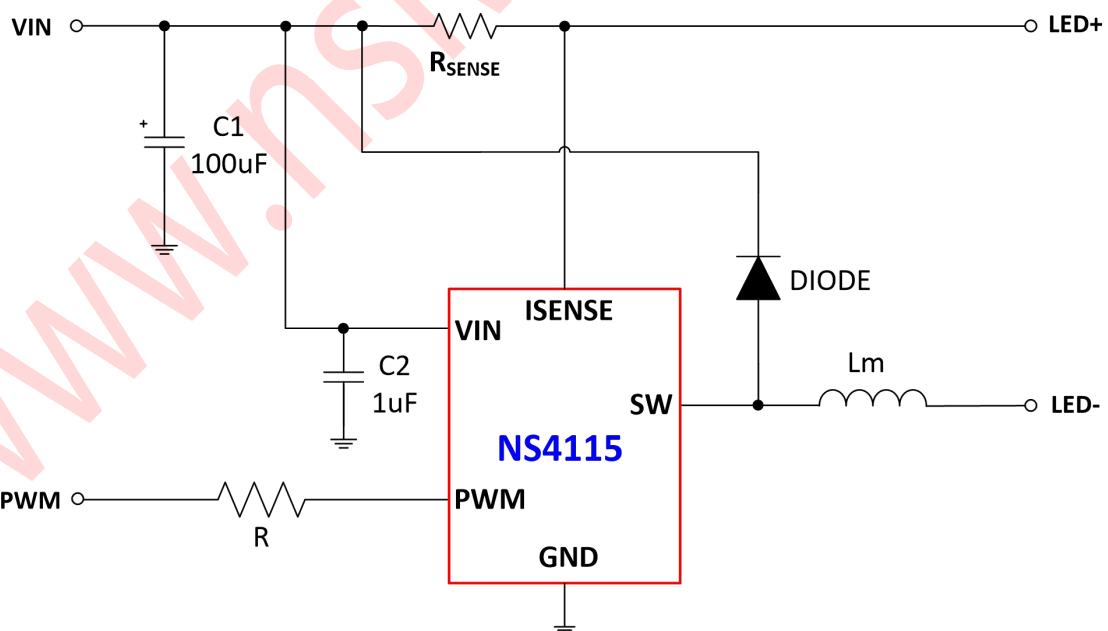 VIN
LED+
RSENSE
+
C1
100uF
DIODE
ISENSE
VIN
C2
1uF
Lm
SW
LED-
NS4115
PWM
PWM
R
GND